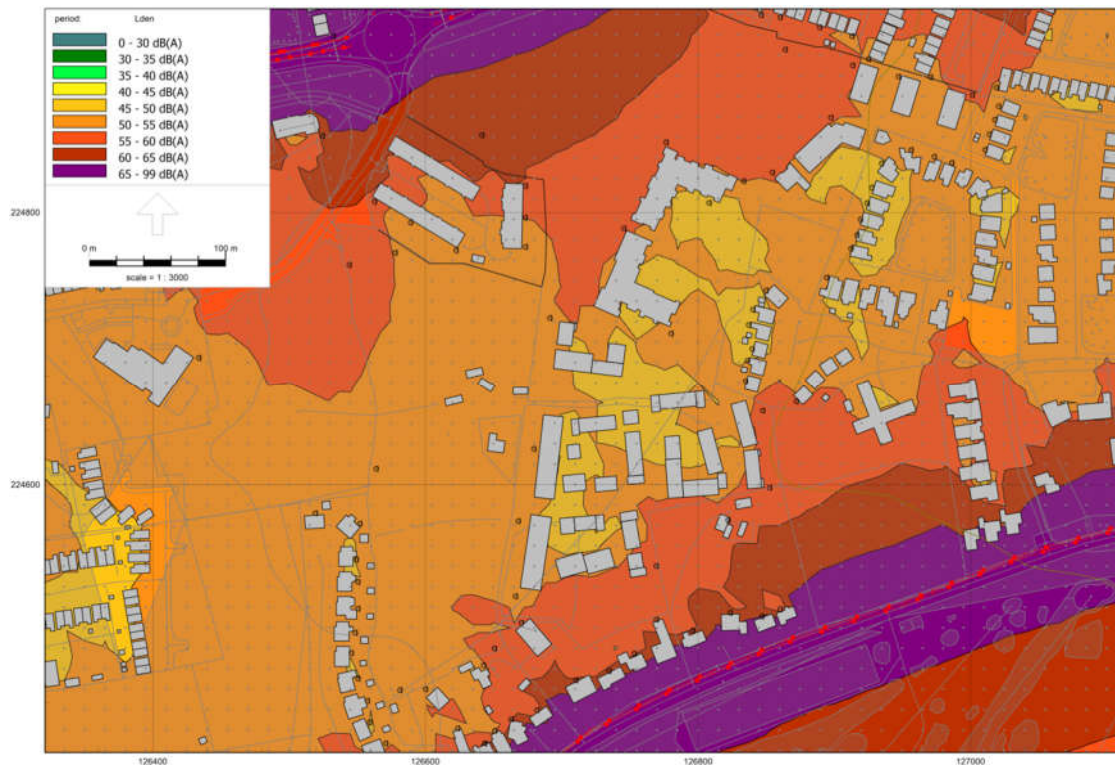 period: Lden
0 - 30 dB(A)
30 - 35 dB(A)
35 - 40 dB(A)
40 - 45 dB(A)
45 - 50 dB(A)
50 - 55 dB(A)
55 - 60 dB(A)
60 - 65 dB(A)
65 - 99 dB(A)
0 m 100 m
scale = 1 : 3000
224800
224600
126400 126600 126800 127000